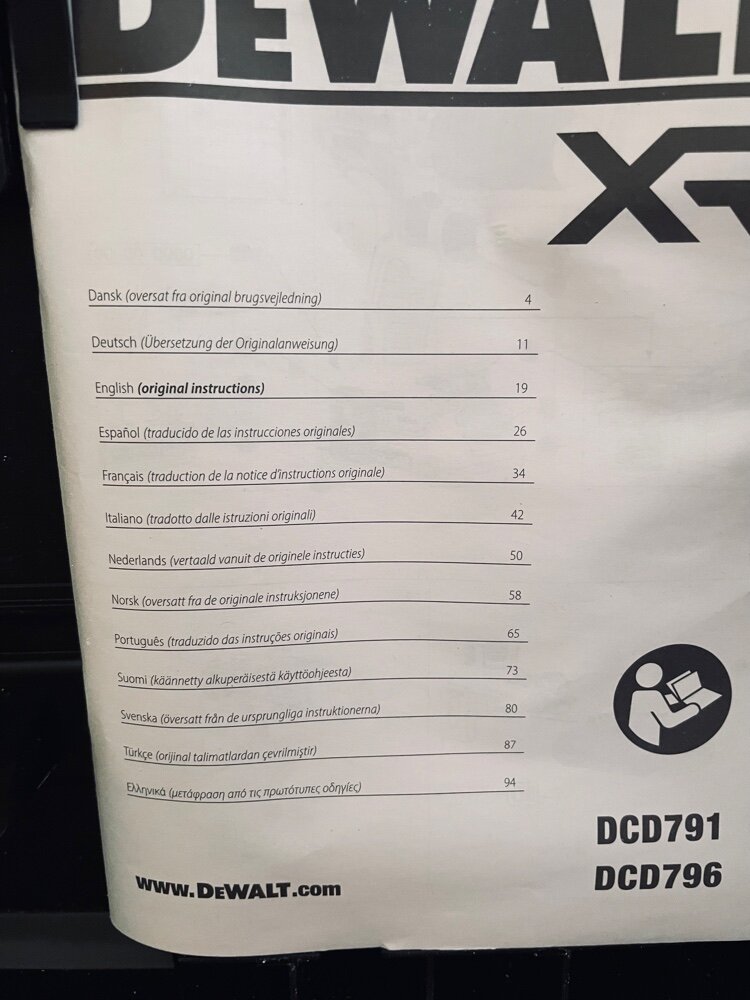 DEWALT
XR
Dansk (oversat fra original brugsvejledning) 4
Deutsch (Übersetzung der Originalanweisung) 11
English (original instructions) 19
Español (traducido de las instrucciones originales) 26
Français (traduction de la notice d'instructions originale) 34
Italiano (tradotto dalle istruzioni originali) 42
Nederlands (vertaald vanuit de originele instructies) 50
Norsk (oversatt fra de originale instruksjonene) 58
Português (traduzido das instruções originais) 65
Suomi (käännetty alkuperäisestä käyttöohjeesta) 73
Svenska (översatt från de ursprungliga instruktionerna) 80
Türkçe (orijinal talimatlardan çevrilmiştir) 87
Ελληνικά (μετάφραση από τις πρωτότυπες οδηγίες) 94
DCD791
DCD796
www.DEWALT.com